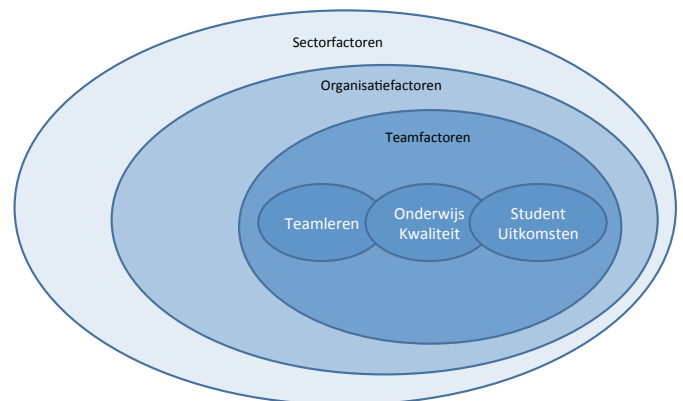 Sectorfactoren
Organisatiefactoren
Teamfactoren
Teamleren
Onderwijs
Kwaliteit
Student
Uitkomsten